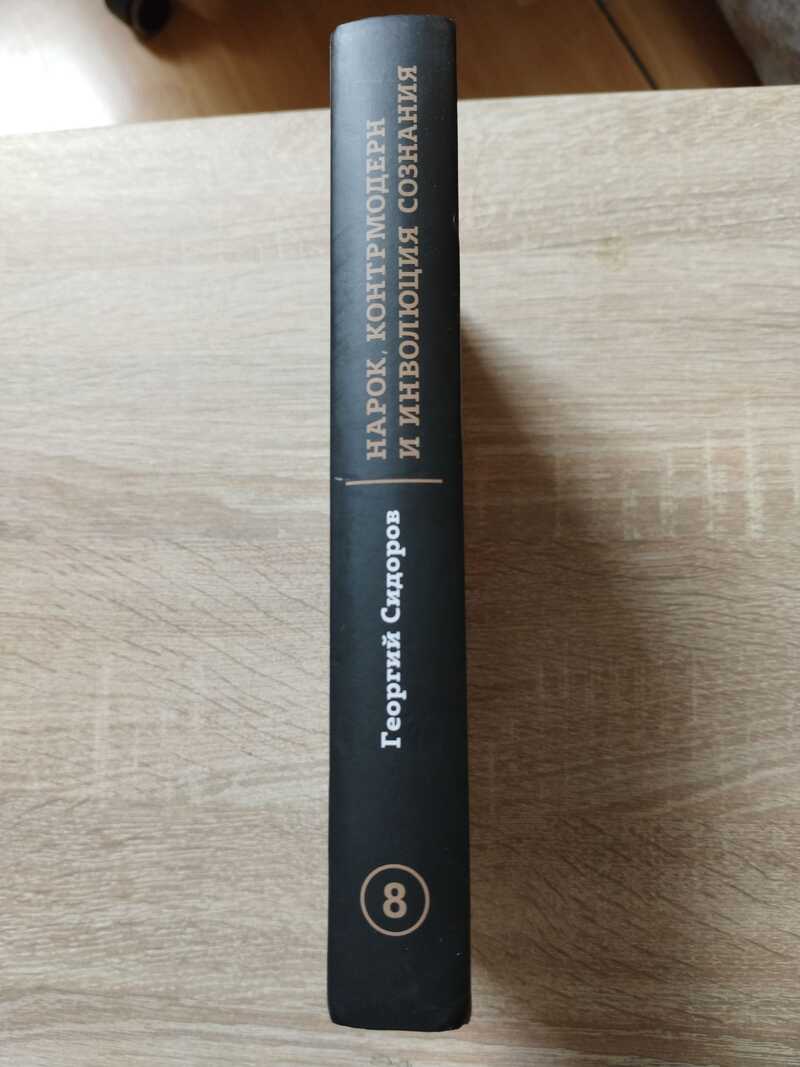 НАРОК, КОНТРМОДЕРН
И ИНВОЛЮЦИЯ СОЗНАНИЯ
Георгий Сидоров
8